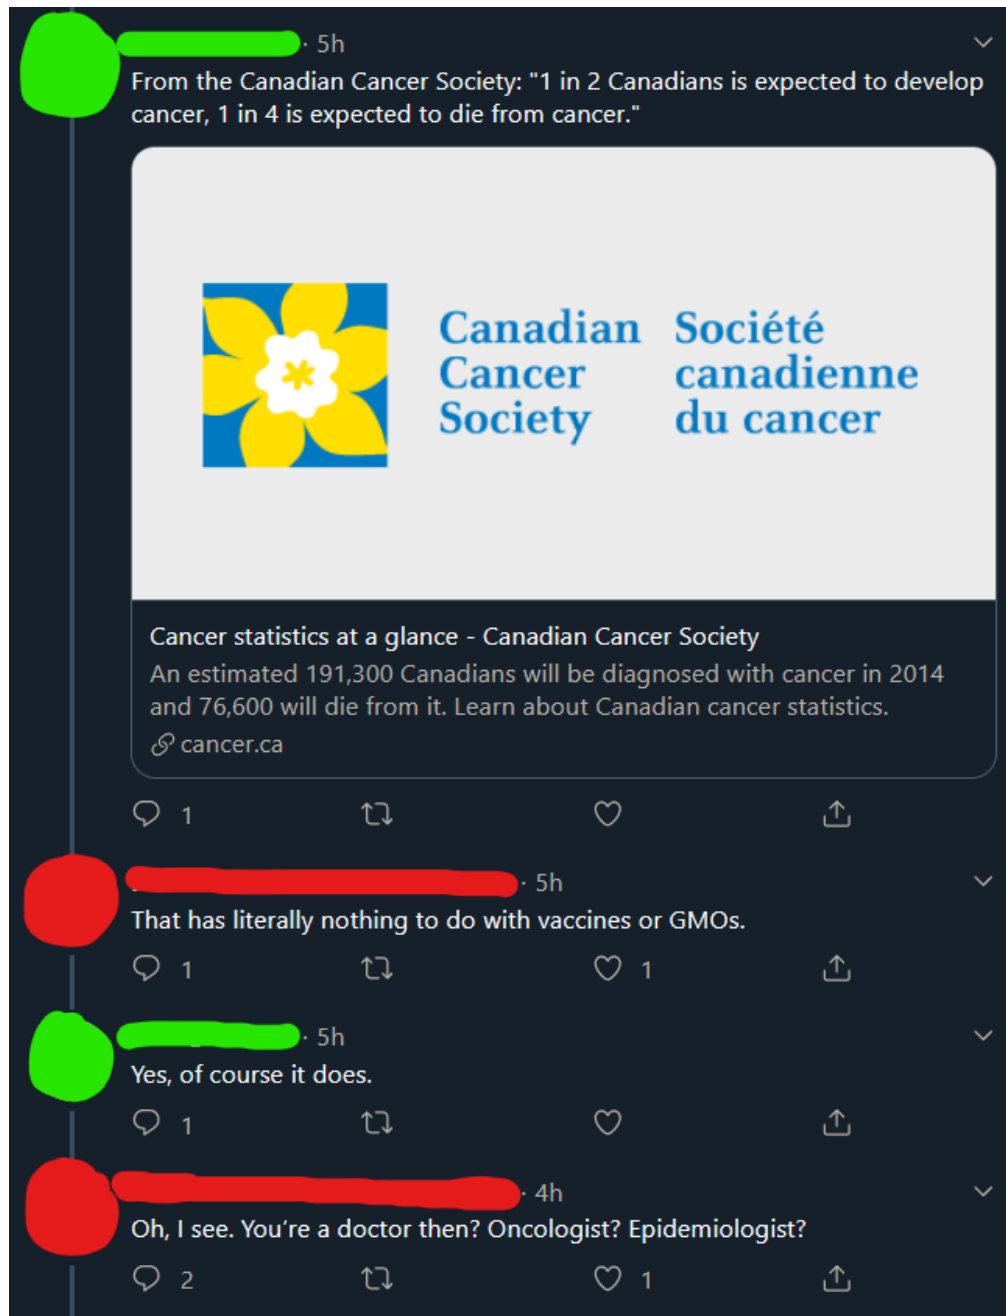 · 5h
From the Canadian Cancer Society: "1 in 2 Canadians is expected to develop
cancer, 1 in 4 is expected to die from cancer."
Canadian Société
Cancer canadienne
Society du cancer
Cancer statistics at a glance - Canadian Cancer Society
An estimated 191,300 Canadians will be diagnosed with cancer in 2014
and 76,600 will die from it. Learn about Canadian cancer statistics.
cancer.ca
1
· 5h
That has literally nothing to do with vaccines or GMOs.
1 1
· 5h
Yes, of course it does.
1
· 4h
Oh, I see. You're a doctor then? Oncologist? Epidemiologist?
2 1